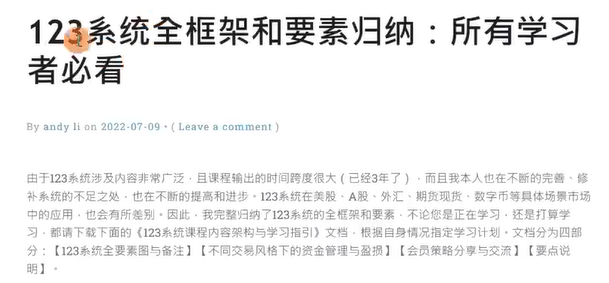 123系统全框架和要素归纳：所有学习
者必看
By andy li on 2022-07-09 • ( Leave a comment )
由于123系统涉及内容非常广泛，且课程输出的时间跨度很大（已经3年了），而且我本人也在不断的完善、修
补系统的不足之处，也在不断的提高和进步。123系统在美股、A股、外汇、期货现货、数字币等具体场景市场
中的应用，也会有所差别。因此，我完整归纳了123系统的全框架和要素，不论您是正在学习，还是打算学
习，都请下载下面的《123系统课程内容架构与学习指引》文档，根据自身情况指定学习计划。文档分为四部
分：【123系统全要素图与备注】【不同交易风格下的资金管理与盈损】【会员策略分享与交流】【要点说
明】。